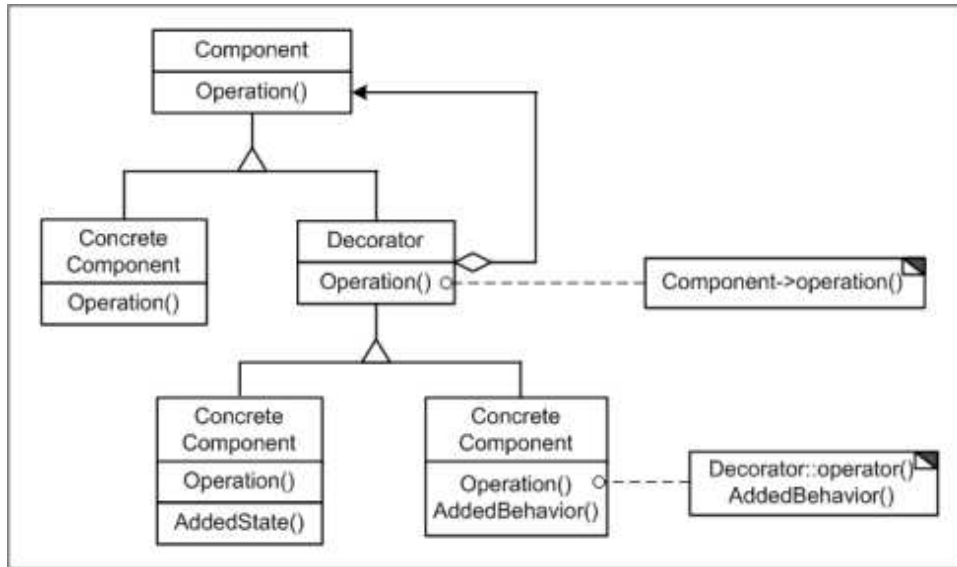 Component
Operation()
Concrete
Component
Operation()
Decorator
Operation()
Component->operation()
Concrete
Component
Operation()
AddedState()
Concrete
Component
Operation()
AddedBehavior()
Decorator::operator()
AddedBehavior()